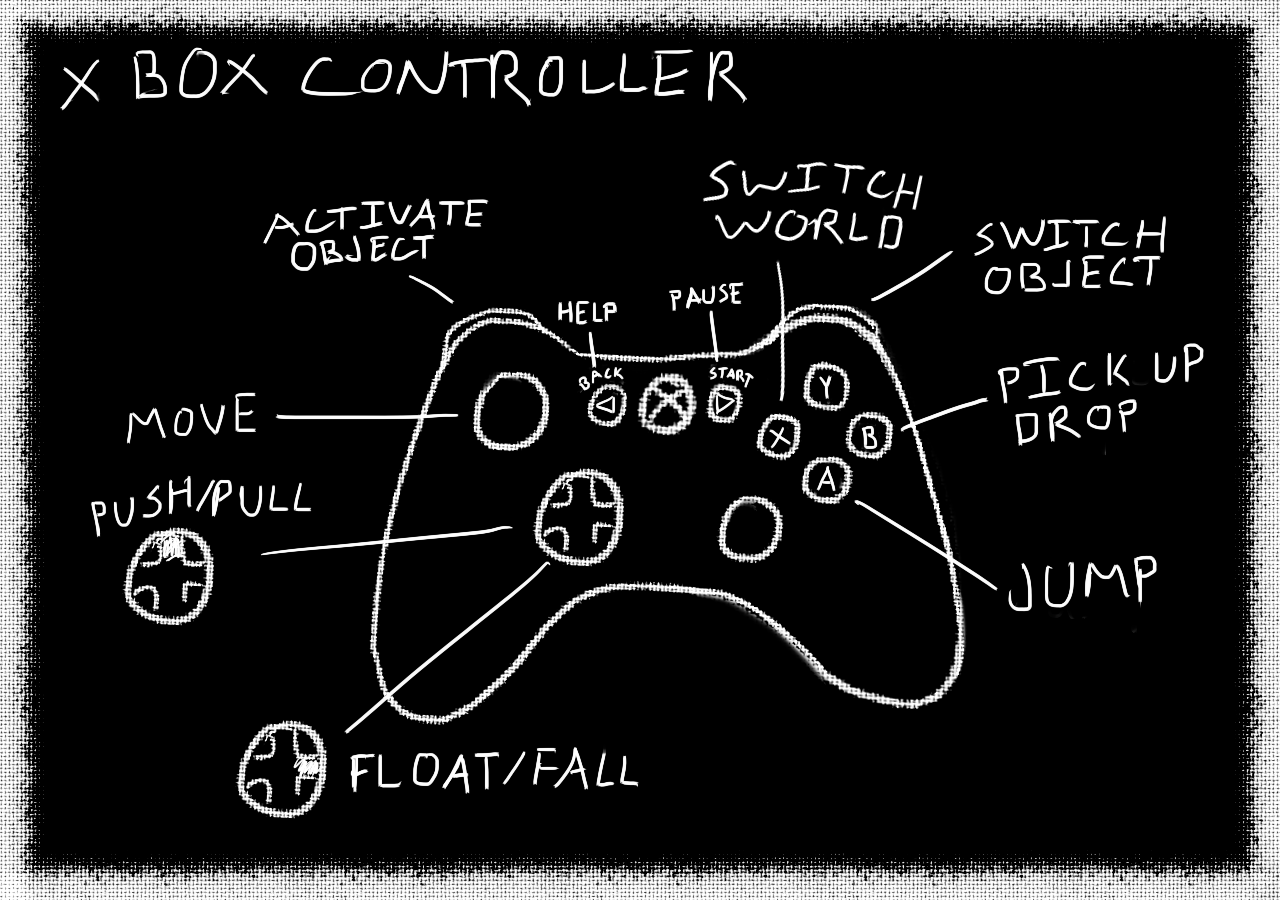 X BOX CONTROLLER
SWITCH
WORLD
ACTIVATE
OBJECT
SWITCH
OBJECT
HELP
PAUSE
BACK
START
PICK UP
DROP
MOVE
Y
X
B
A
PUSH/PULL
JUMP
FLOAT/FALL